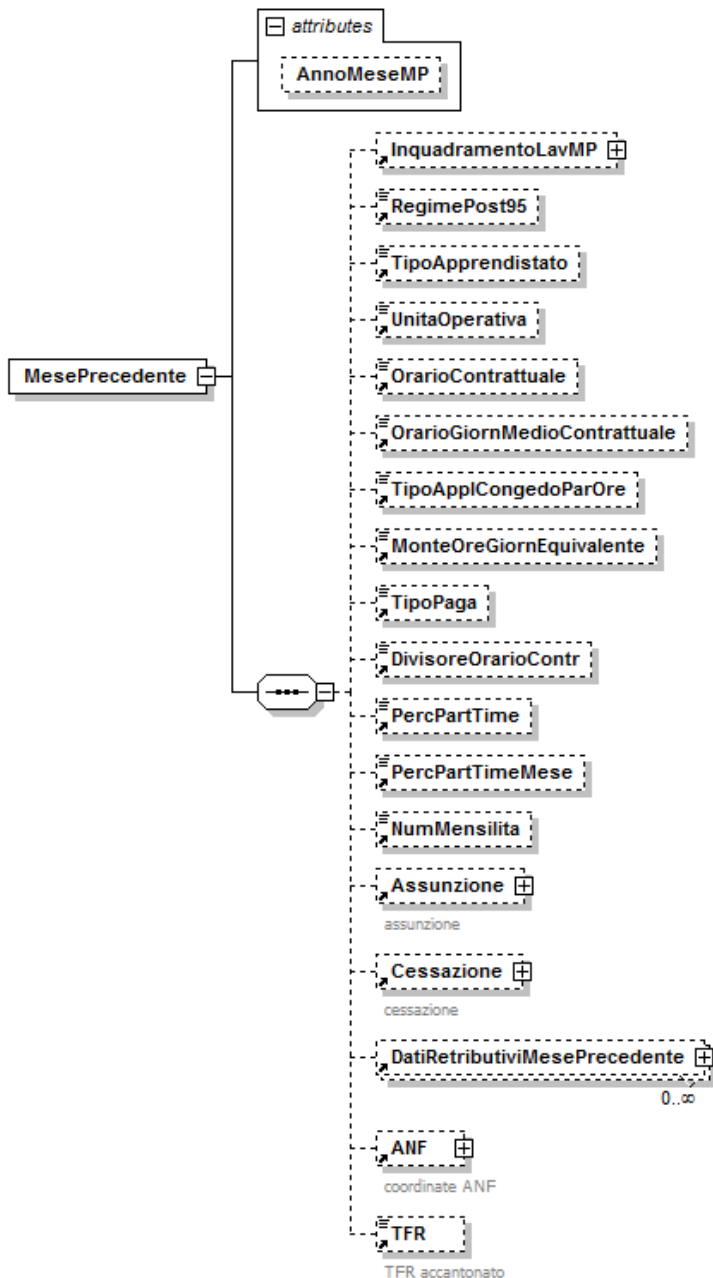 attributes
AnnoMeseMP
MesePrecedente
InquadramentoLavMP
RegimePost95
TipoApprendistato
UnitaOperativa
OrarioContrattuale
OrarioGiornMedioContrattuale
TipoApplCongedoParOre
MonteOreGiornEquivalente
TipoPaga
DivisoreOrarioContr
PercPartTime
PercPartTimeMese
NumMensilita
Assunzione
assunzione
Cessazione
cessazione
DatiRetributiviMesePrecedente
0..∞
ANF
coordinate ANF
TFR
TFR accantonato